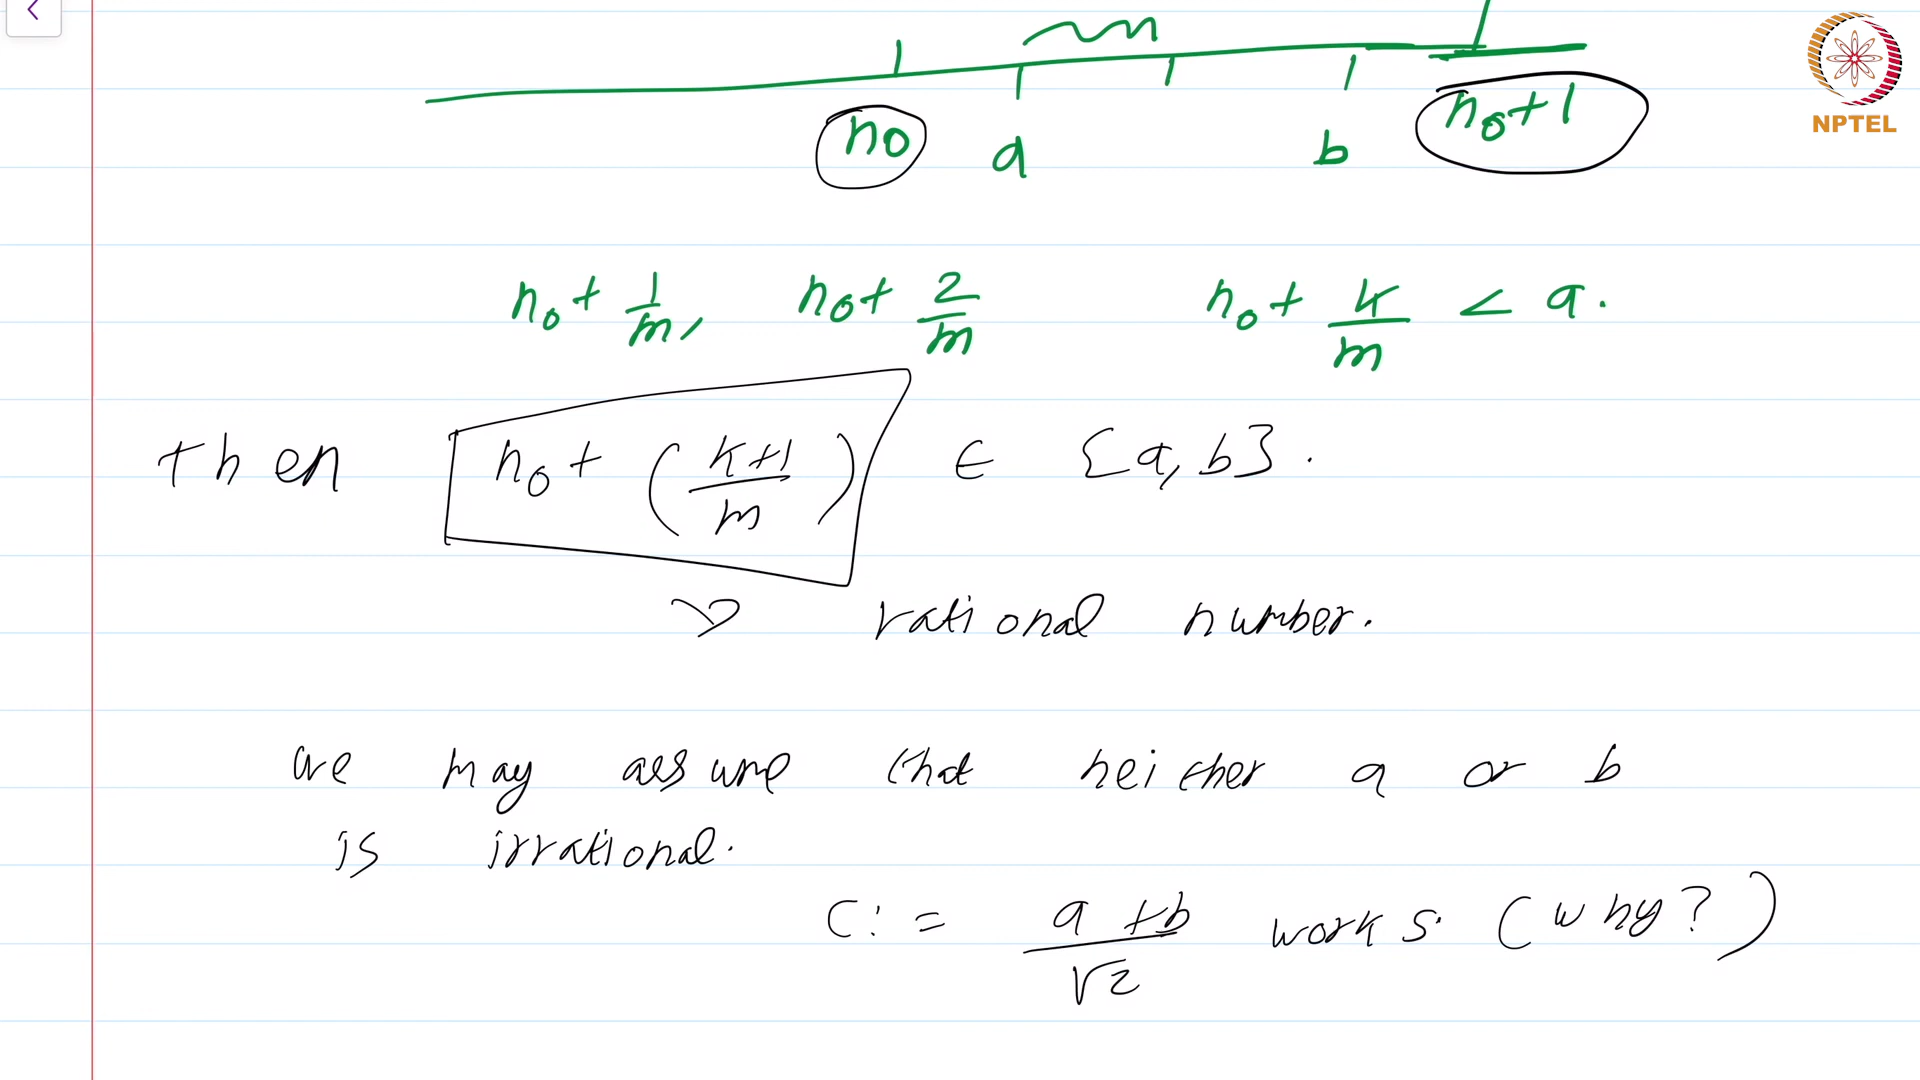 n₀ a b n₀+1
NPTEL
n₀ + 1/m, n₀ + 2/m n₀ + k/m < a.
then n₀ + (k+1/m) ∈ {a, b}.
rational number.
we may assume that neither a or b
is irrational.
C := a + b/√2 works. (why?)